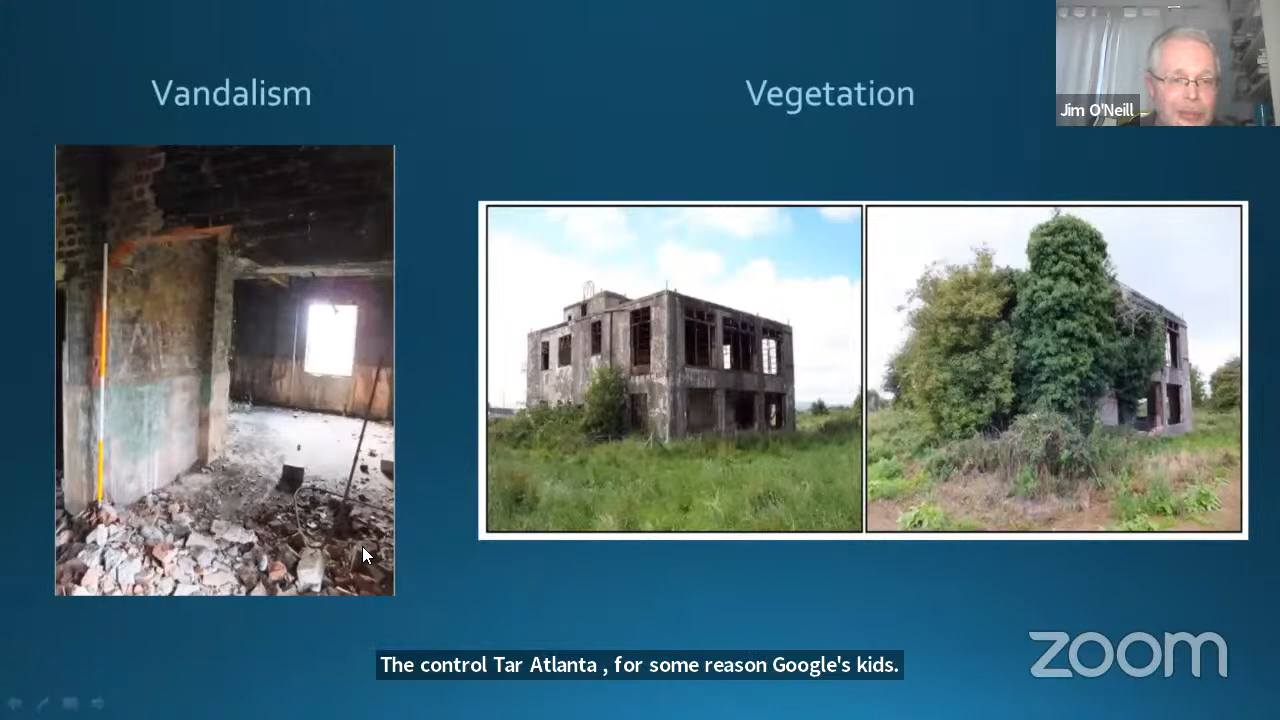 Vandalism
Vegetation
Jim O'Neill
The control Tar Atlanta , for some reason Google's kids.
zoom